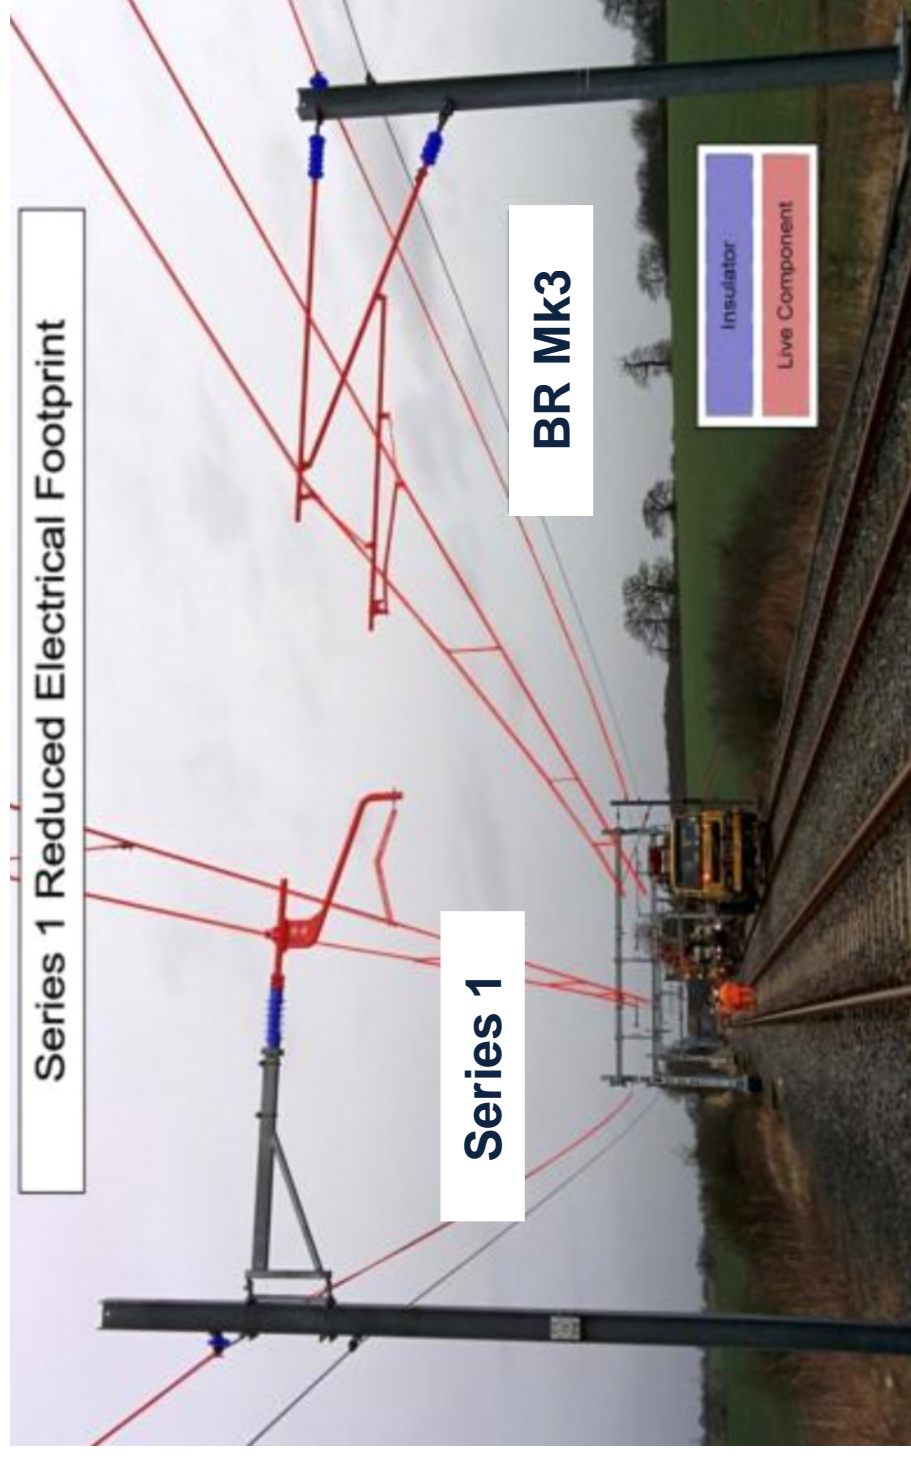 Series 1 Reduced Electrical Footprint
Series 1
BR Mk3
Insulator
Live Component